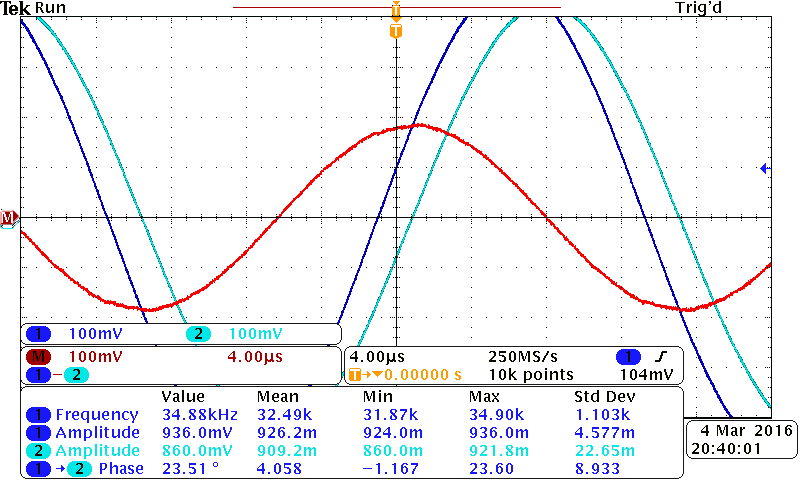 Tek Run Trig'd
T
T
M
1 100mV 2 100mV
M 100mV 4.00µs
1 − 2
4.00µs 250MS/s 1 ʃ
T→▼0.00000 s 10k points 104mV
Value Mean Min Max Std Dev
1 Frequency 34.88kHz 32.49k 31.87k 34.90k 1.103k
1 Amplitude 936.0mV 926.2m 924.0m 936.0m 4.577m
2 Amplitude 860.0mV 909.2m 860.0m 921.8m 22.65m
1 → 2 Phase 23.51 ° 4.058 −1.167 23.60 8.933
4 Mar 2016
20:40:01